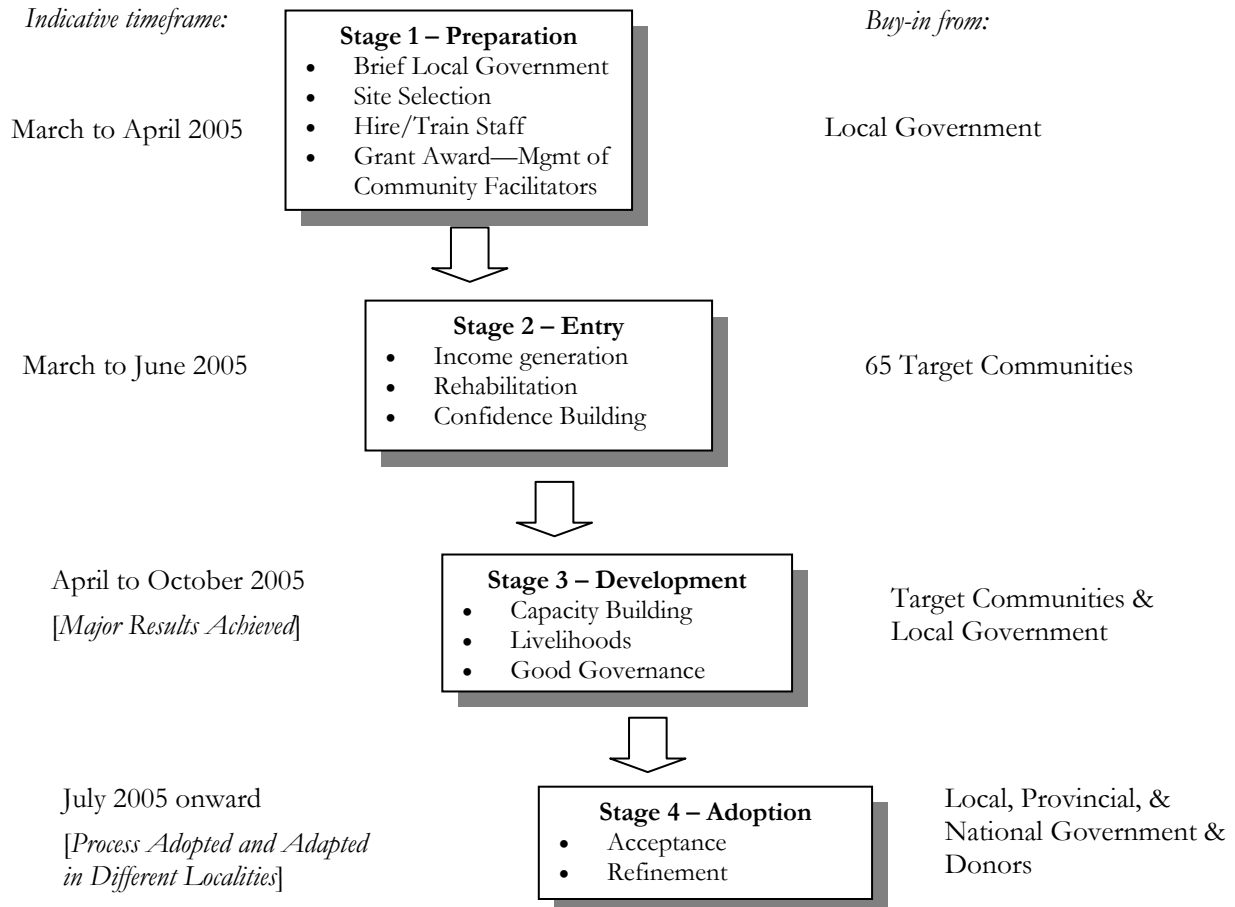 Indicative timeframe:
Buy-in from:
Stage 1 – Preparation
• Brief Local Government
• Site Selection
• Hire/Train Staff
• Grant Award—Mgmt of
Community Facilitators
March to April 2005
Local Government
Stage 2 – Entry
• Income generation
• Rehabilitation
• Confidence Building
March to June 2005
65 Target Communities
April to October 2005
[Major Results Achieved]
Stage 3 – Development
• Capacity Building
• Livelihoods
• Good Governance
Target Communities &
Local Government
July 2005 onward
[Process Adopted and Adapted
in Different Localities]
Stage 4 – Adoption
• Acceptance
• Refinement
Local, Provincial, &
National Government &
Donors